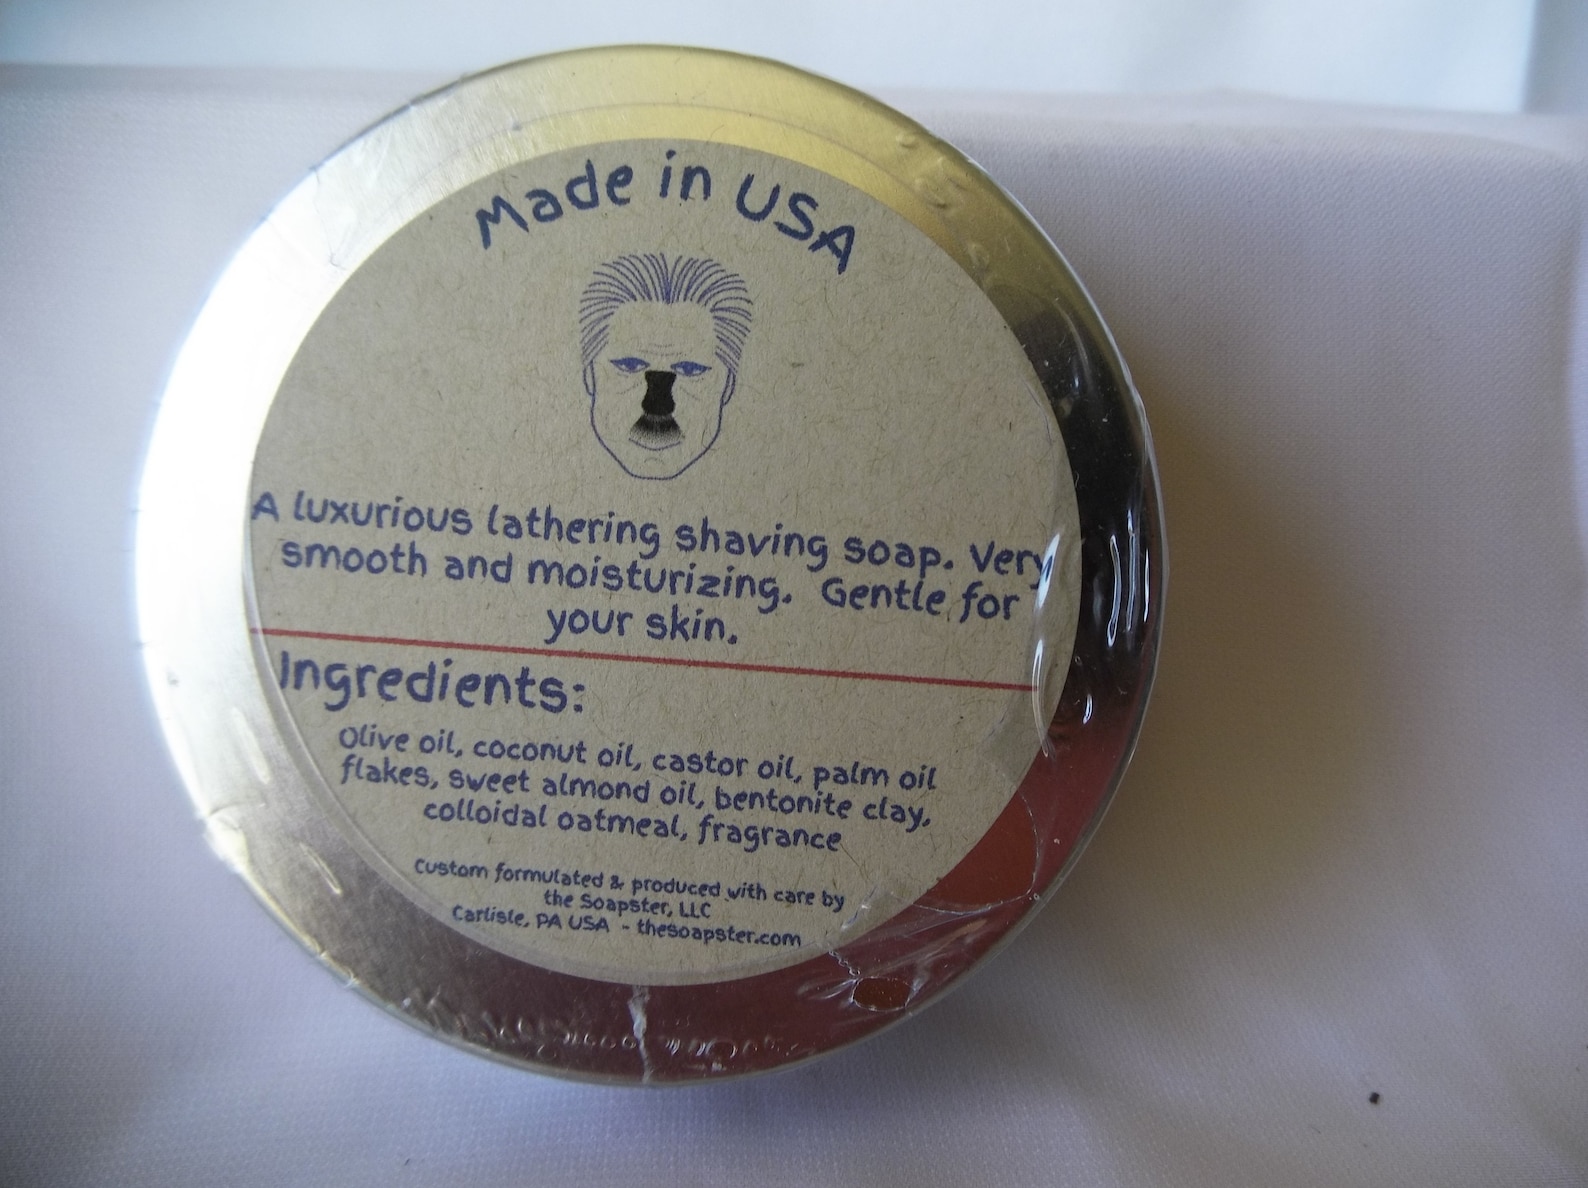 Made in USA
A luxurious lathering shaving soap. Very
smooth and moisturizing. Gentle for
your skin.
Ingredients:
Olive oil, coconut oil, castor oil, palm oil
flakes, sweet almond oil, bentonite clay,
colloidal oatmeal, fragrance
Custom formulated & produced with care by
the Soapster, LLC
Carlisle, PA USA - thesoapster.com